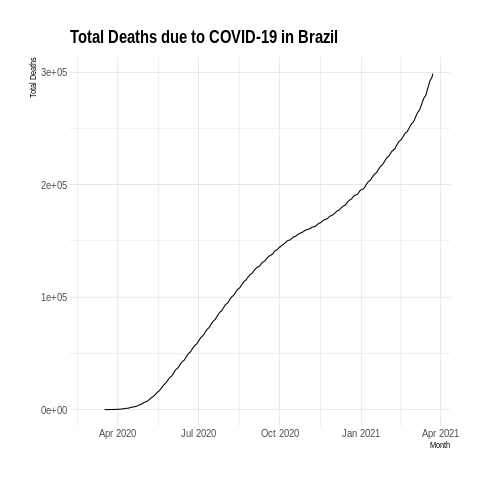 Total Deaths due to COVID-19 in Brazil
Total Deaths
3e+05
2e+05
1e+05
0e+00
Apr 2020 Jul 2020 Oct 2020 Jan 2021 Apr 2021
Month